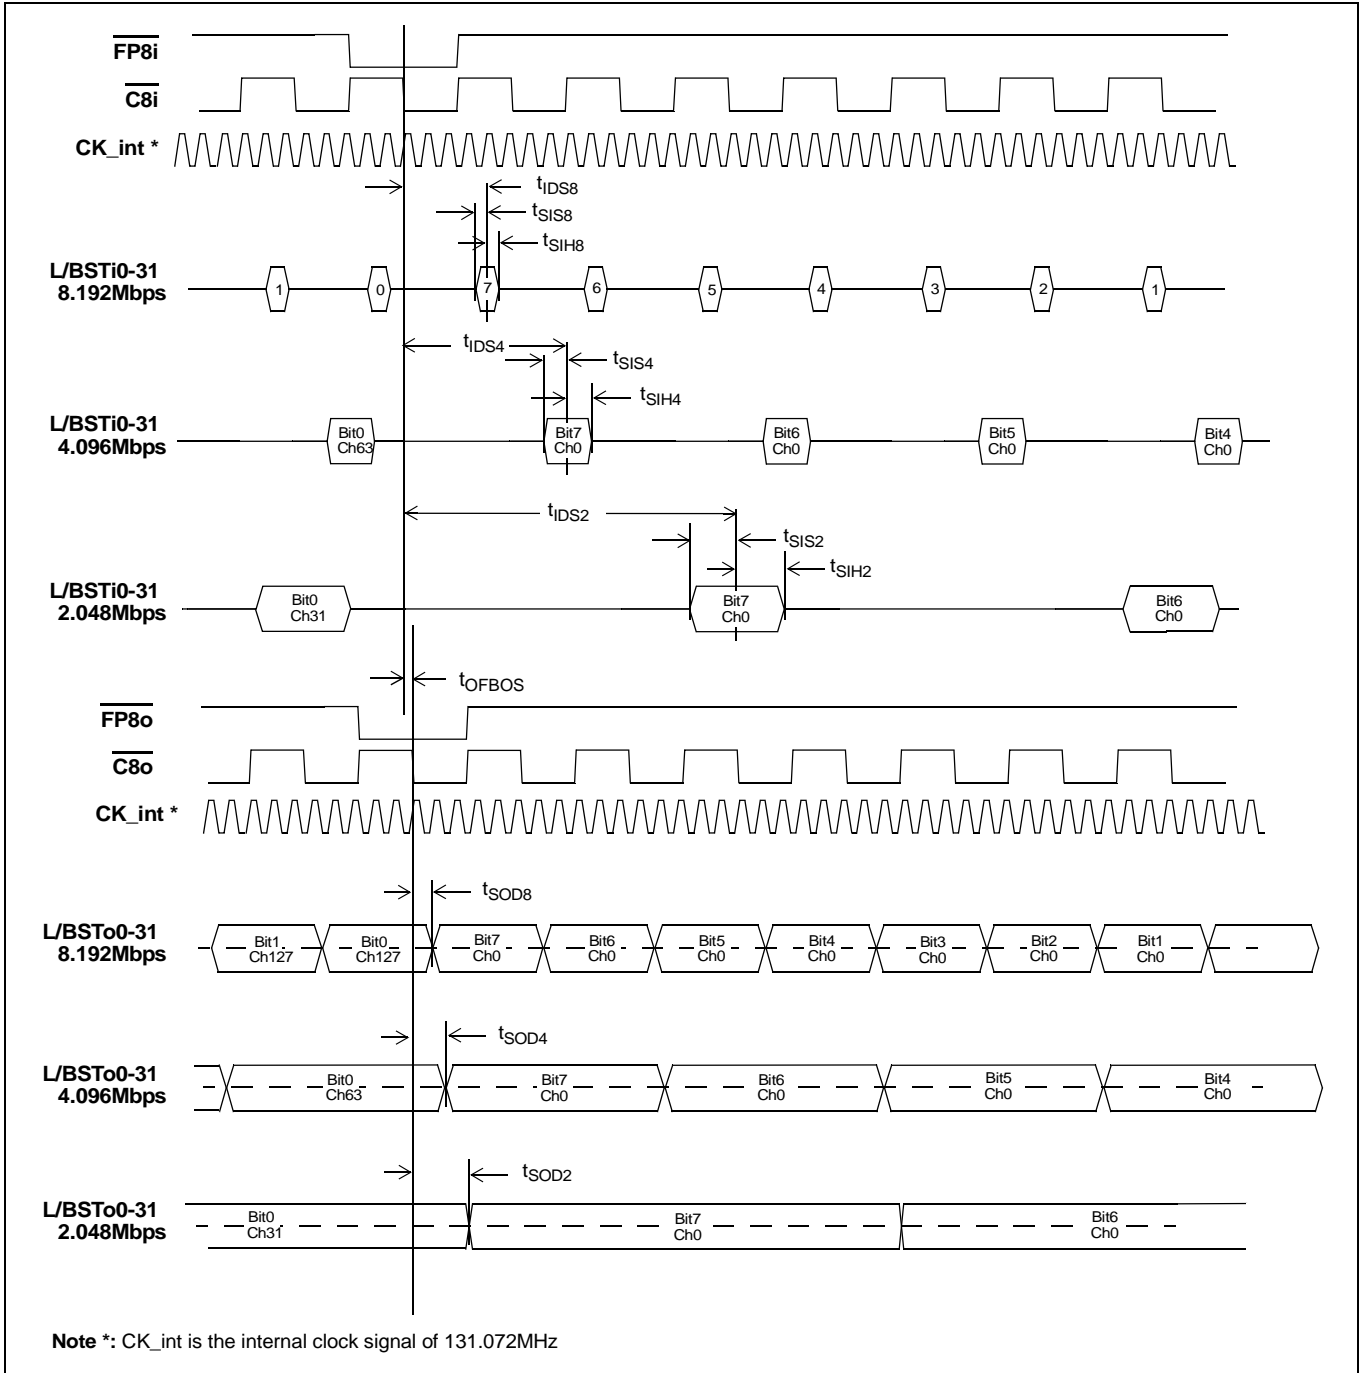 FP8i
C8i
CK_int *
tIDS8
tSIS8
tSIH8
L/BSTi0-31
8.192Mbps
1 0 7 6 5 4 3 2 1
tIDS4
tSIS4
tSIH4
L/BSTi0-31
4.096Mbps
Bit0 Bit7 Bit6 Bit5 Bit4
Ch63 Ch0 Ch0 Ch0 Ch0
tIDS2
tSIS2
tSIH2
L/BSTi0-31
2.048Mbps
Bit0 Bit7 Bit6
Ch31 Ch0 Ch0
tOFBOS
FP8o
C8o
CK_int *
tSOD8
L/BSTo0-31
8.192Mbps
Bit1 Bit0 Bit7 Bit6 Bit5 Bit4 Bit3 Bit2 Bit1
Ch127 Ch127 Ch0 Ch0 Ch0 Ch0 Ch0 Ch0 Ch0
tSOD4
L/BSTo0-31
4.096Mbps
Bit0 Bit7 Bit6 Bit5 Bit4
Ch63 Ch0 Ch0 Ch0 Ch0
tSOD2
L/BSTo0-31
2.048Mbps
Bit0 Bit7 Bit6
Ch31 Ch0 Ch0
Note *: CK_int is the internal clock signal of 131.072MHz